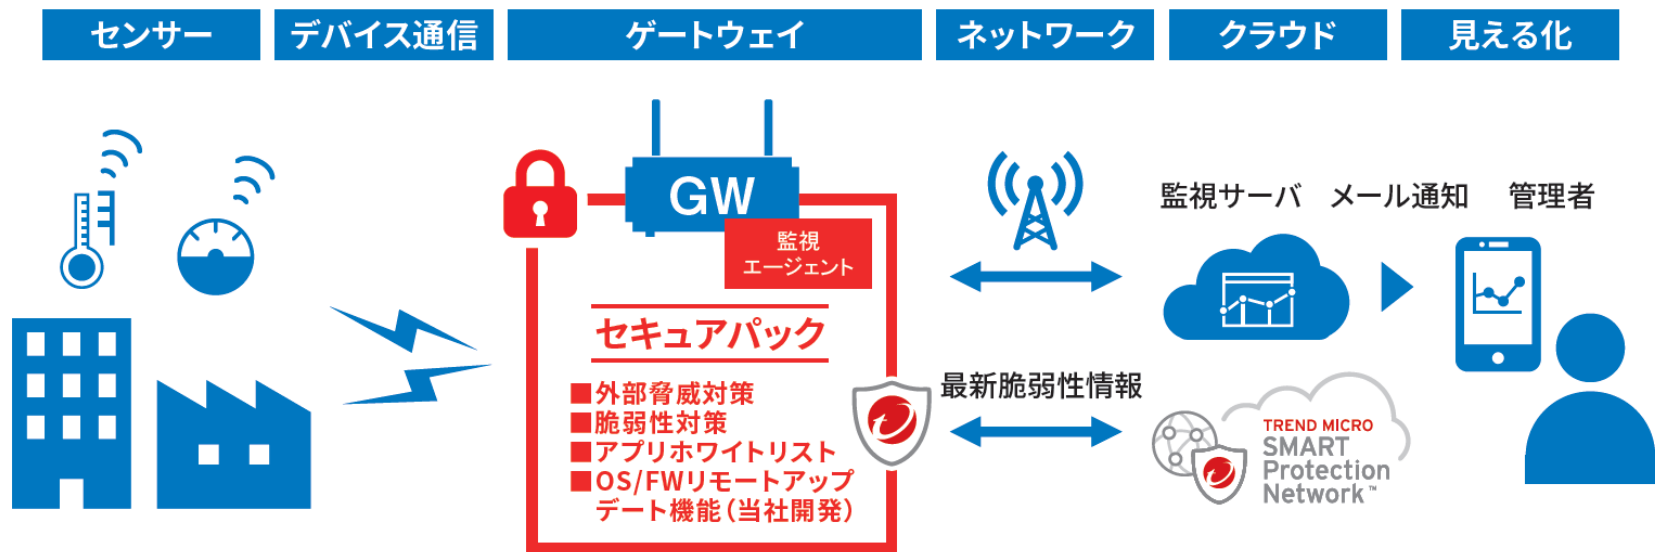 センサー
デバイス通信
ゲートウェイ
ネットワーク
クラウド
見える化
GW
監視
エージェント
セキュアパック
■外部脅威対策
■脆弱性対策
■アプリホワイトリスト
■OS/FWリモートアップ
デート機能(当社開発)
監視サーバ
メール通知
管理者
最新脆弱性情報
TREND MICRO
SMART
Protection
Network™